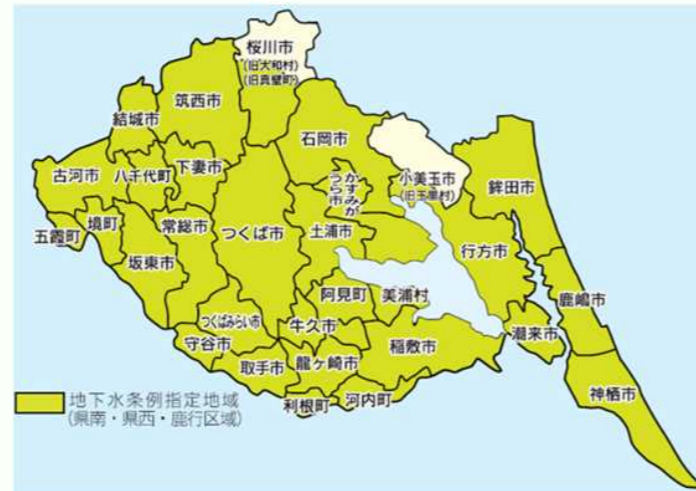 桜川市
(旧大和村)
(旧真壁町)
筑西市
結城市
石岡市
古河市
八千代町
下妻市
かすみが
うら市
小美玉市
(旧玉里村)
鉾田市
五霞町
境町
常総市
つくば市
土浦市
坂東市
行方市
阿見町
美浦村
鹿嶋市
つくばみらい市
牛久市
潮来市
守谷市
稲敷市
取手市
龍ヶ崎市
神栖市
利根町
河内町
地下水条例指定地域
(県南・県西・鹿行区域)